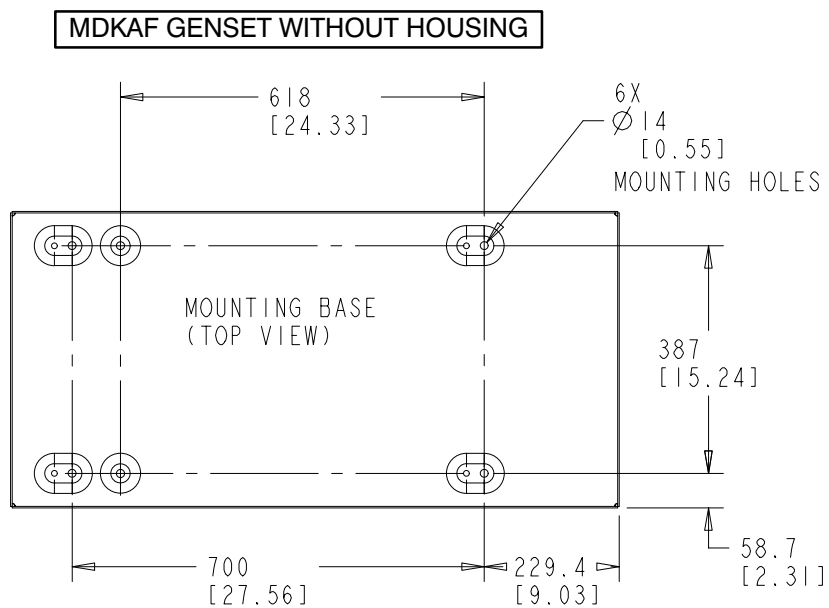 MDKAF GENSET WITHOUT HOUSING
618
[24.33]
6X
Ø14
[0.55]
MOUNTING HOLES
MOUNTING BASE
(TOP VIEW)
387
[15.24]
700
[27.56]
229.4
[9.03]
58.7
[2.31]